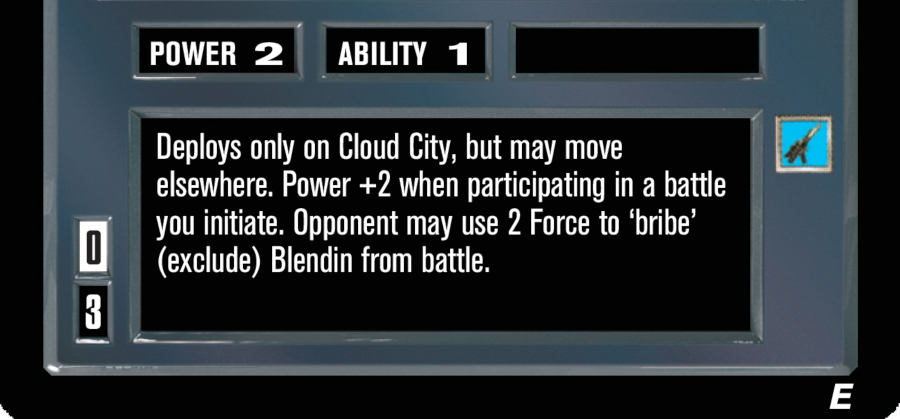 POWER 2 ABILITY 1
Deploys only on Cloud City, but may move
elsewhere. Power +2 when participating in a battle
you initiate. Opponent may use 2 Force to ‘bribe’
(exclude) Blendin from battle.
0
3
E